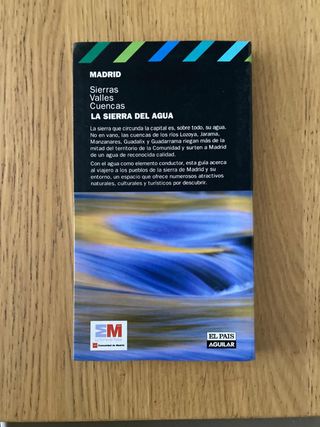 MADRID
Sierras
Valles
Cuencas
LA SIERRA DEL AGUA
La sierra que circunda la capital es, sobre todo, su agua.
No en vano, las cuencas de los ríos Lozoya, Jarama,
Manzanares, Guadalix y Guadarrama riegan más de la
mitad del territorio de la Comunidad y surten a Madrid
de un agua de reconocida calidad.
Con el agua como elemento conductor, esta guía acerca
al viajero a los pueblos de la sierra de Madrid y su
entorno, un espacio que ofrece numerosos atractivos
naturales, culturales y turísticos por descubrir.
Comunidad de Madrid
EL PAIS
AGUILAR